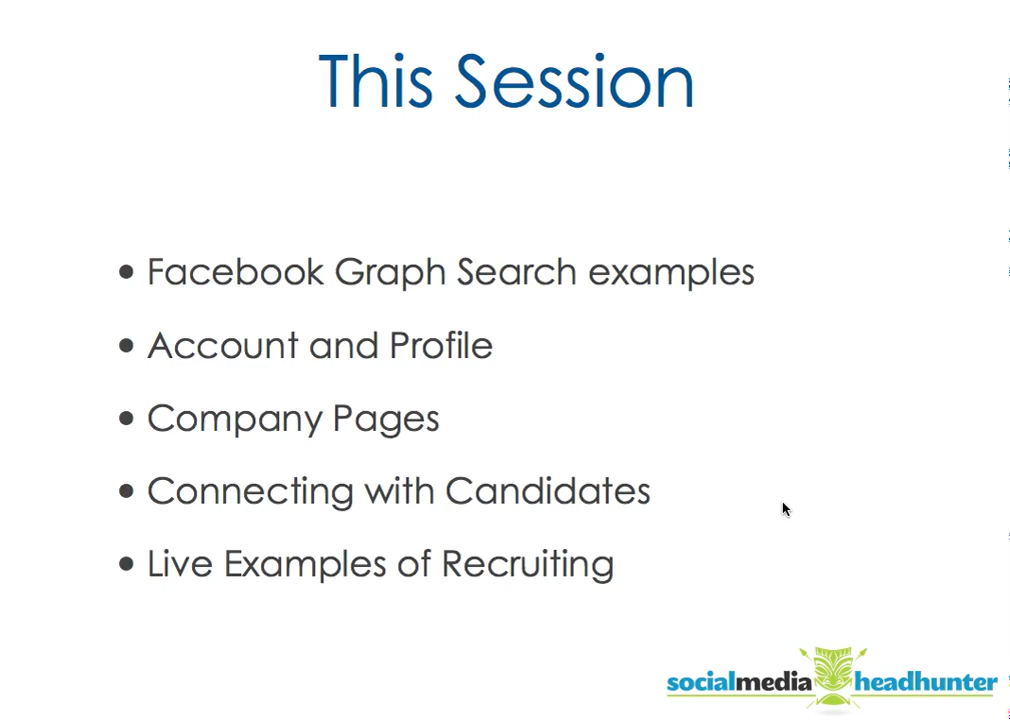 This Session
• Facebook Graph Search examples
• Account and Profile
• Company Pages
• Connecting with Candidates
• Live Examples of Recruiting
socialmedia headhunter